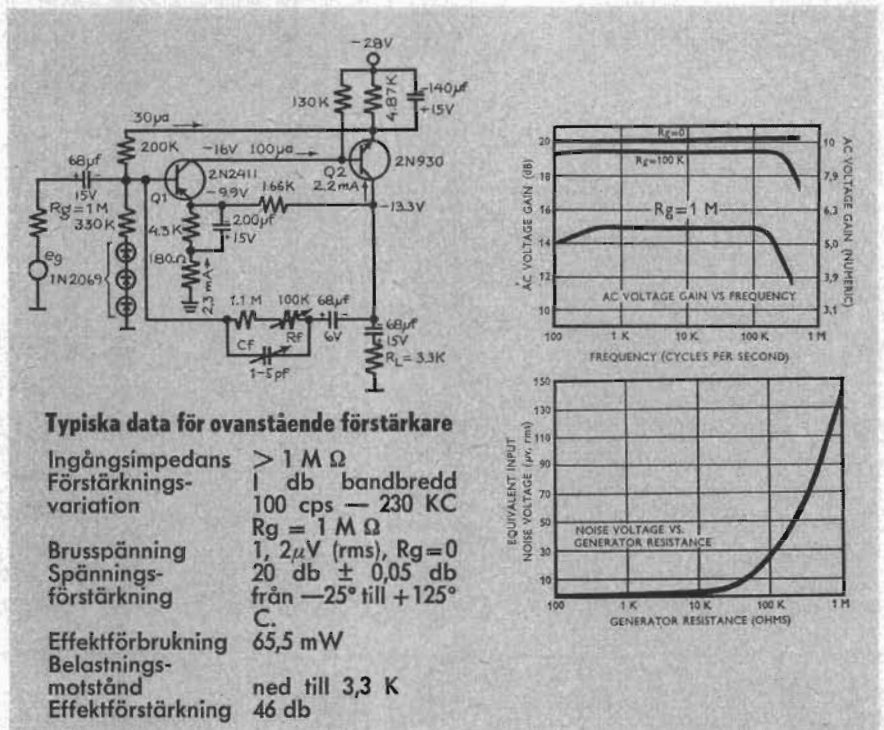 -28V
130K
4.87K
-140µf
+15V
30µa
200K
-16V
100µa
2N2411
Q1
Q2
2N930
2.2mA
68µf
15V
-9.9V
1.66K
-13.3V
Rg=1M
330K
4.3K
200µf
+15V
eg
1N2069
180Ω
2,3 mA
1.1 M
100K
Rf
68µf
6V
Cf
1-5pf
68µf
15V
RL = 3.3K
20
18
16
14
12
10
Rg=0
Rg=100 K
Rg=1 M
10
7,9
6,3
5,0
3,9
3,1
AC VOLTAGE GAIN (dB)
AC VOLTAGE GAIN (NUMERIC)
AC VOLTAGE GAIN VS FREQUENCY
100 1 K 10 K 100 K 1 M
FREQUENCY (CYCLES PER SECOND)
150
130
110
90
70
50
30
10
EQUIVALENT INPUT
NOISE VOLTAGE (µv, rms)
NOISE VOLTAGE VS.
GENERATOR RESISTANCE
100 1 K 10 K 100 K 1 M
GENERATOR RESISTANCE (OHMS)
Typiska data för ovanstående förstärkare
Ingångsimpedans > 1 M Ω
Förstärknings- I db bandbredd
variation 100 cps — 230 KC
Rg = 1 M Ω
Brusspänning 1, 2µV (rms), Rg=0
Spännings- 20 db ± 0,05 db
förstärkning från —25° till +125°
C.
Effektförbrukning 65,5 mW
Belastnings-
motstånd ned till 3,3 K
Effektförstärkning 46 db